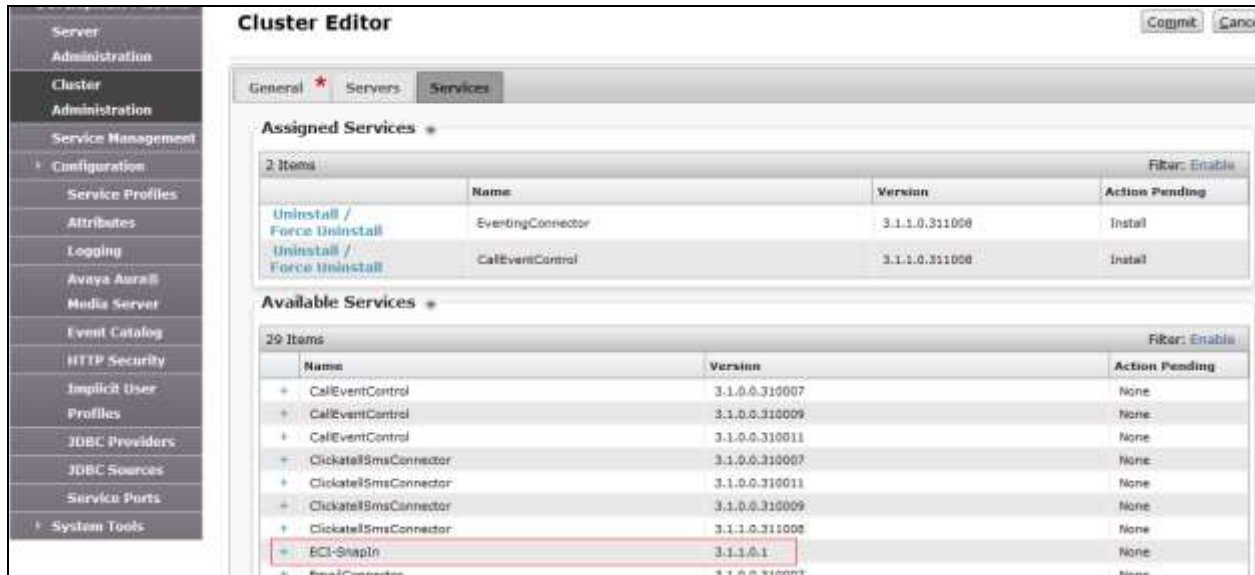 Cluster Editor
Commit
Server
Administration
Cluster
Administration
Service Management
Configuration
Service Profiles
Attributes
Logging
Avaya Aura®
Media Server
Event Catalog
HTTP Security
Implicit User
Profiles
JDBC Providers
JDBC Sources
Service Ports
System Tools
General * Servers Services
Assigned Services
2 Items Filter: Enable
Name Version Action Pending
Uninstall /
Force Uninstall EventingConnector 3.1.1.0.311008 Install
Uninstall /
Force Uninstall CallEventControl 3.1.1.0.311008 Install
Available Services
29 Items Filter: Enable
Name Version Action Pending
+ CallEventControl 3.1.0.0.310007 None
+ CallEventControl 3.1.0.0.310009 None
+ CallEventControl 3.1.0.0.310011 None
+ ClickatellSmsConnector 3.1.0.0.310007 None
+ ClickatellSmsConnector 3.1.0.0.310011 None
+ ClickatellSmsConnector 3.1.0.0.310009 None
+ ClickatellSmsConnector 3.1.1.0.311008 None
+ ECI-SnapIn 3.1.1.0.1 None